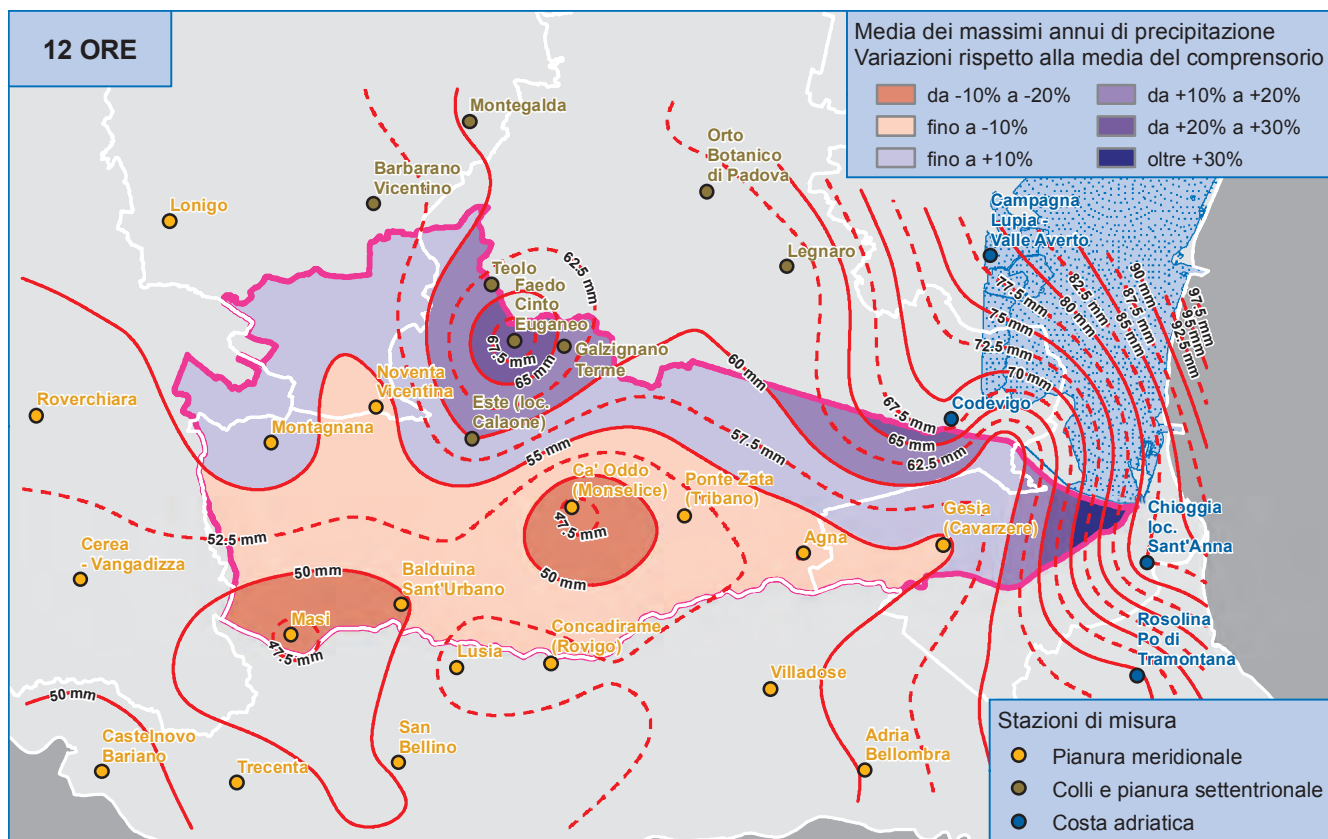 12 ORE
Media dei massimi annui di precipitazione
Variazioni rispetto alla media del comprensorio
da -10% a -20%
fino a -10%
fino a +10%
da +10% a +20%
da +20% a +30%
oltre +30%
Montegalda
Barbarano
Vicentino
Lonigo
Orto
Botanico
di Padova
Legnaro
Campagna
Lupia -
Valle Averto
Teolo
Faedo
Cinto
Euganeo
Galzignano
Terme
62.5 mm
67.5 mm
65 mm
60 mm
77.5 mm
75 mm
72.5 mm
70 mm
80 mm
82.5 mm
85 mm
87.5 mm
90 mm
92.5 mm
95 mm
97.5 mm
Noventa
Vicentina
Roverchiara
Montagnana
Este (loc.
Calaone)
Codevigo
67.5 mm
65 mm
62.5 mm
57.5 mm
55 mm
Ca' Oddo
(Monselice)
47.5 mm
50 mm
Ponte Zata
(Tribano)
Agna
Gesia
(Cavarzere)
Chioggia
loc.
Sant'Anna
52.5 mm
Cerea
- Vangadizza
50 mm
Balduina
Sant'Urbano
Masi
47.5 mm
Lusia
Concadirame
(Rovigo)
Villadose
Rosolina
Po di
Tramontana
50 mm
Castelnovo
Bariano
Trecenta
San
Bellino
Adria
Bellombra
Stazioni di misura
Pianura meridionale
Colli e pianura settentrionale
Costa adriatica